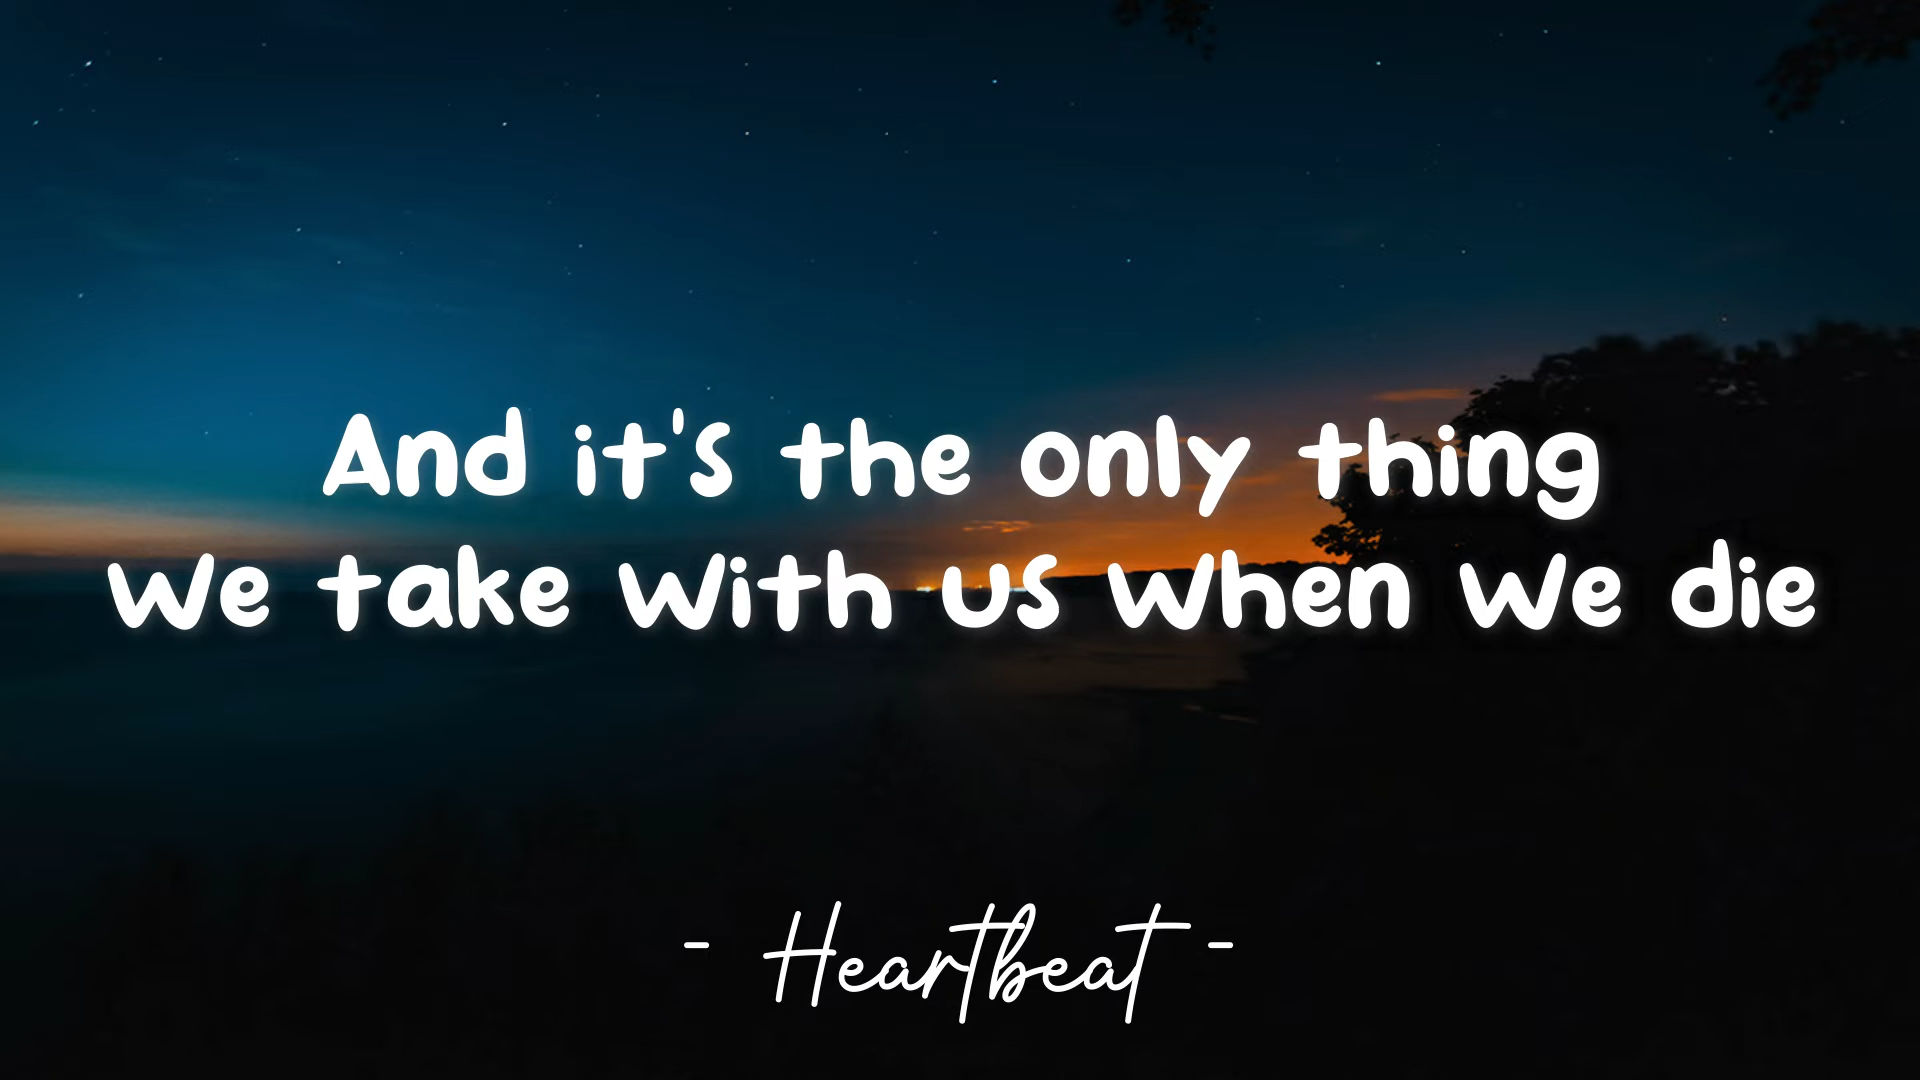 And it's the only thing
We take with us when we die
- Heartbeat -